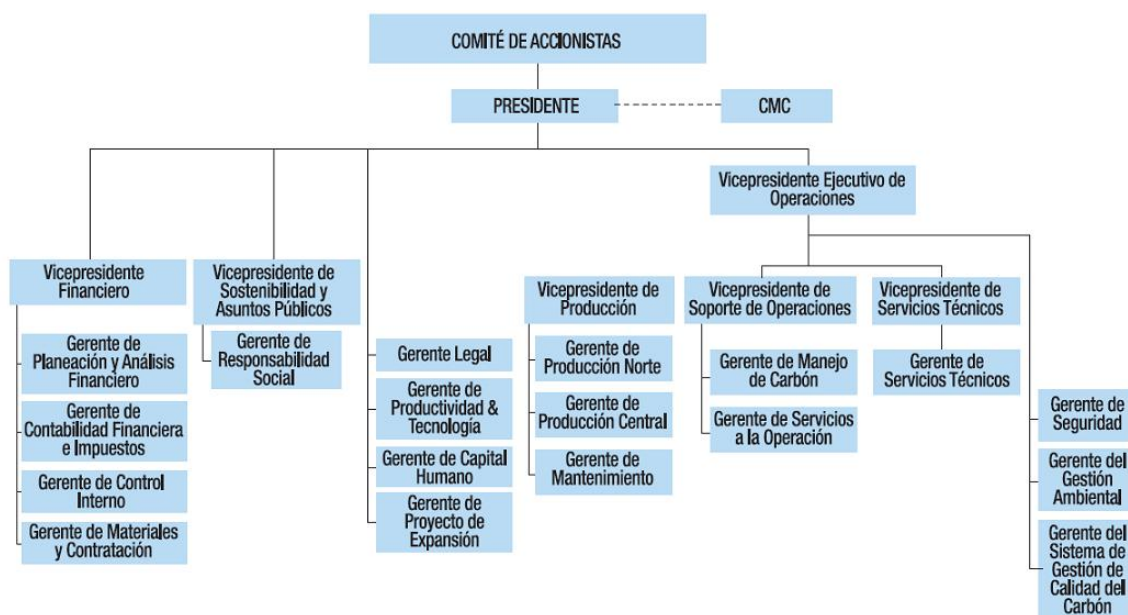 COMITÉ DE ACCIONISTAS
PRESIDENTE
CMC
Vicepresidente Ejecutivo de
Operaciones
Vicepresidente
Financiero
Gerente de
Planeación y Análisis
Financiero
Gerente de
Contabilidad Financiera
e Impuestos
Gerente de Control
Interno
Gerente de Materiales
y Contratación
Vicepresidente de
Sostenibilidad y
Asuntos Públicos
Gerente de
Responsabilidad
Social
Gerente Legal
Gerente de
Productividad &
Tecnología
Gerente de Capital
Humano
Gerente de
Proyecto de
Expansión
Vicepresidente de
Producción
Gerente de
Producción Norte
Gerente de
Producción Central
Gerente de
Mantenimiento
Vicepresidente de
Soporte de Operaciones
Gerente de Manejo
de Carbón
Gerente de Servicios
a la Operación
Vicepresidente de
Servicios Técnicos
Gerente de
Servicios Técnicos
Gerente de
Seguridad
Gerente del
Gestión
Ambiental
Gerente del
Sistema de
Gestión de
Calidad del
Carbón